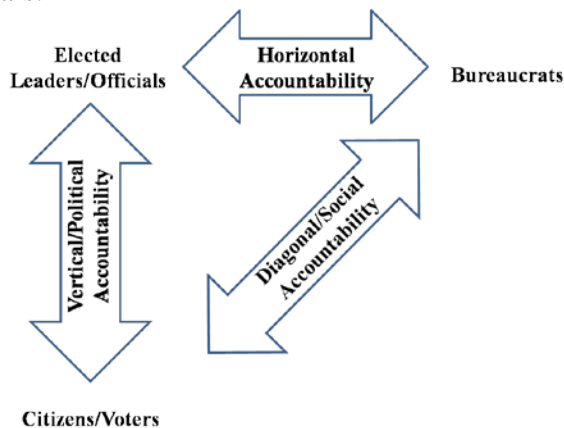 Elected
Leaders/Officials
Horizontal
Accountability
Bureaucrats
Vertical/Political
Accountability
Diagonal/Social
Accountability
Citizens/Voters